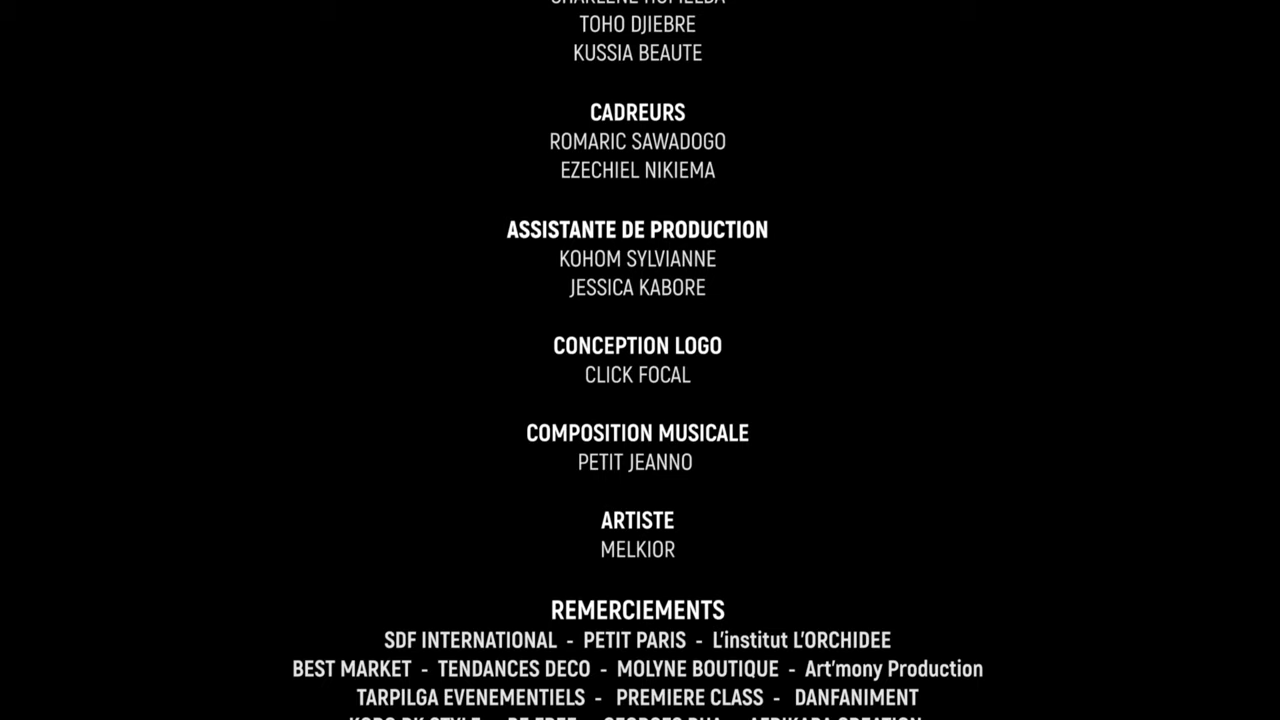 TOHO DJIEBRE
KUSSIA BEAUTE
CADREURS
ROMARIC SAWADOGO
EZECHIEL NIKIEMA
ASSISTANTE DE PRODUCTION
KOHOM SYLVIANNE
JESSICA KABORE
CONCEPTION LOGO
CLICK FOCAL
COMPOSITION MUSICALE
PETIT JEANNO
ARTISTE
MELKIOR
REMERCIEMENTS
SDF INTERNATIONAL - PETIT PARIS - L'institut L'ORCHIDEE
BEST MARKET - TENDANCES DECO - MOLYNE BOUTIQUE - Art'mony Production
TARPILGA EVENEMENTIELS - PREMIERE CLASS - DANFANIMENT